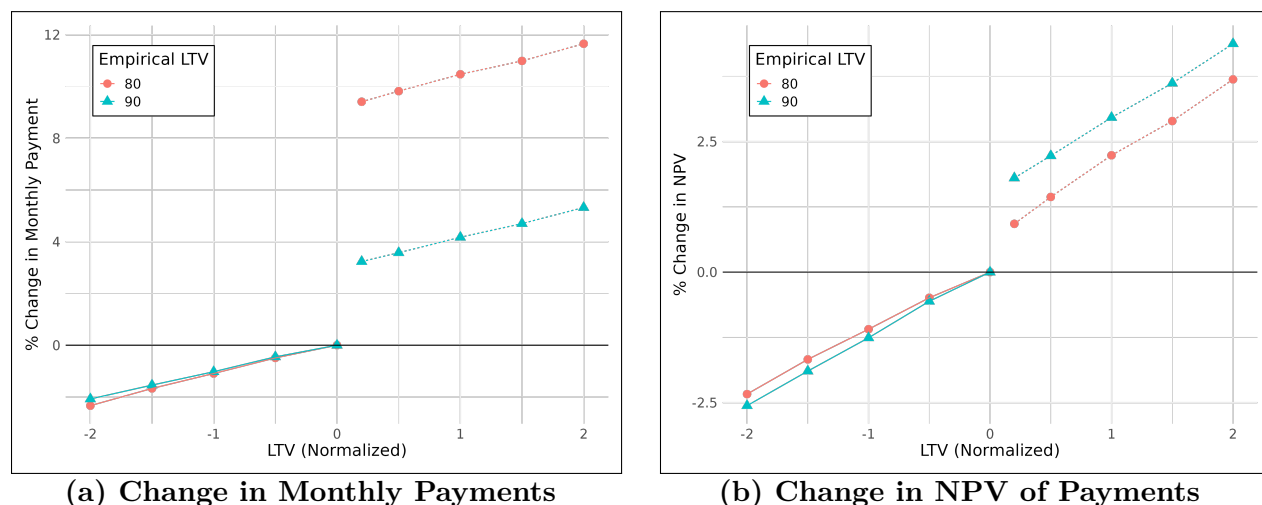 12
8
4
0
% Change in Monthly Payment
Empirical LTV
80
90
-2
-1
0
1
2
LTV (Normalized)
(a) Change in Monthly Payments
2.5
0.0
-2.5
% Change in NPV
Empirical LTV
80
90
-2
-1
0
1
2
LTV (Normalized)
(b) Change in NPV of Payments